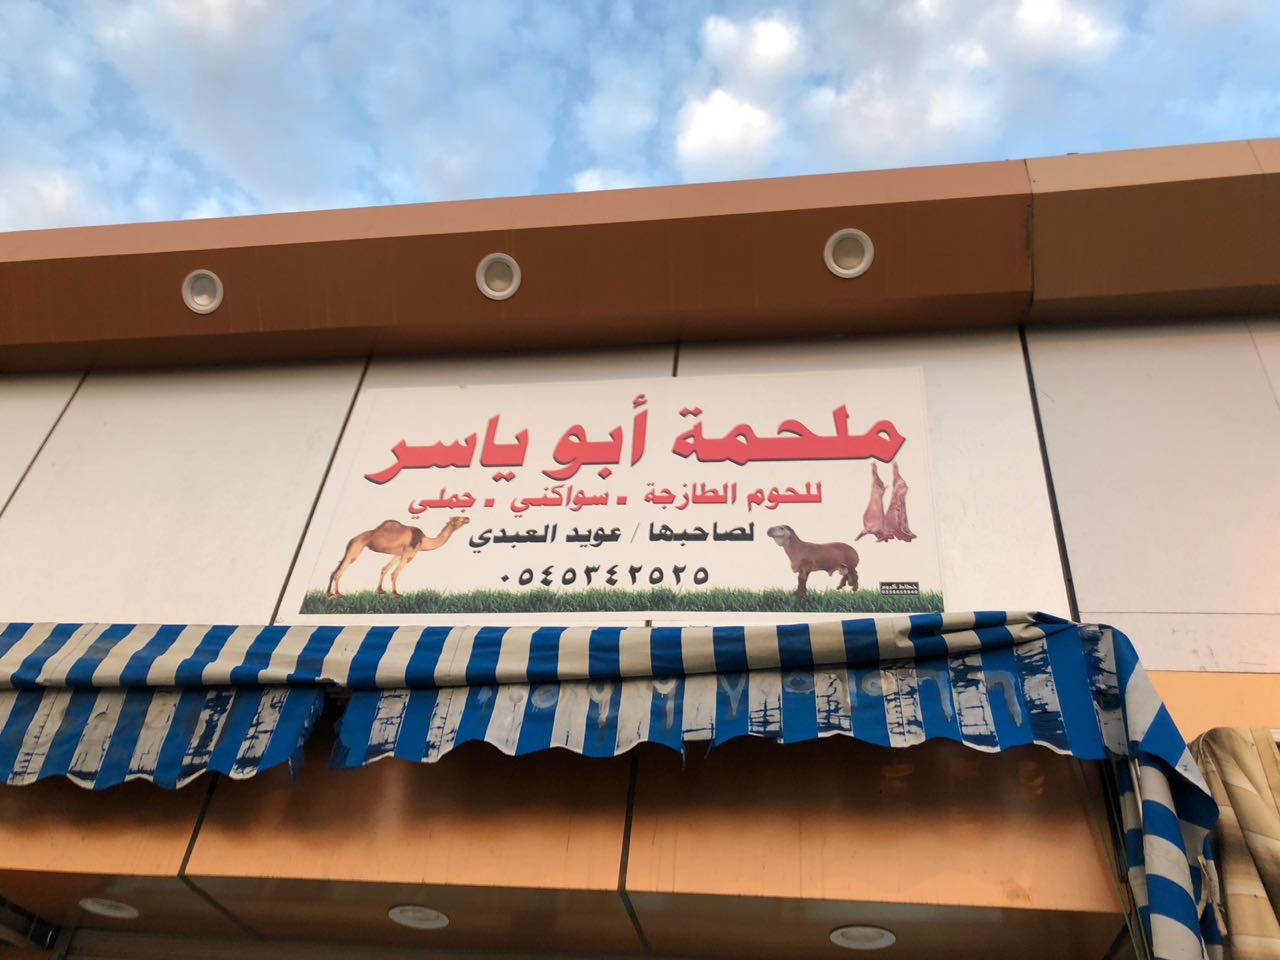 ملحمة أبو ياسر
للحوم الطازجة - سواكني - جملي
لصاحبها / عويد العبدي
٠٥٤٥٣٤٢٥٢٥